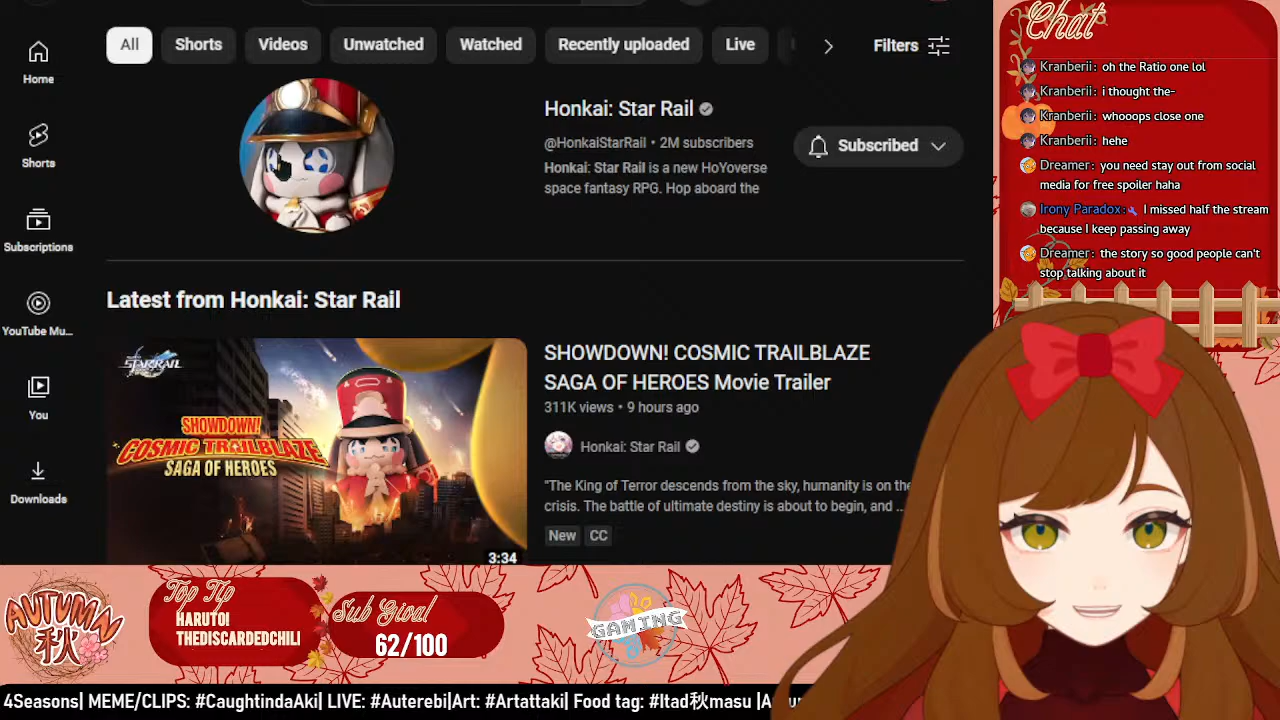 Home
Shorts
Subscriptions
YouTube Mu...
You
Downloads
All
Shorts
Videos
Unwatched
Watched
Recently uploaded
Live
Filters
Honkai: Star Rail
@HonkaiStarRail • 2M subscribers
Honkai: Star Rail is a new HoYoverse
space fantasy RPG. Hop aboard the
Subscribed
Latest from Honkai: Star Rail
STARRAIL
SHOWDOWN!
COSMIC TRAILBLAZE
SAGA OF HEROES
3:34
SHOWDOWN! COSMIC TRAILBLAZE
SAGA OF HEROES Movie Trailer
311K views • 9 hours ago
Honkai: Star Rail
"The King of Terror descends from the sky, humanity is on the
crisis. The battle of ultimate destiny is about to begin, and ...
New
CC
Chat
Kranberii: oh the Ratio one lol
Kranberii: i thought the-
Kranberii: whooops close one
Kranberii: hehe
Dreamer: you need stay out from social
media for free spoiler haha
Irony Paradox: I missed half the stream
because I keep passing away
Dreamer: the story so good people can't
stop talking about it
AUTUMN
秋
Top Tip
HARUTO!
THEDISCARDEDCHILI
Sub Gioal
62/100
GAMING
4Seasons| MEME/CLIPS: #CaughtindaAki| LIVE: #Auterebi|Art: #Artattaki| Food tag: #Itad秋masu |